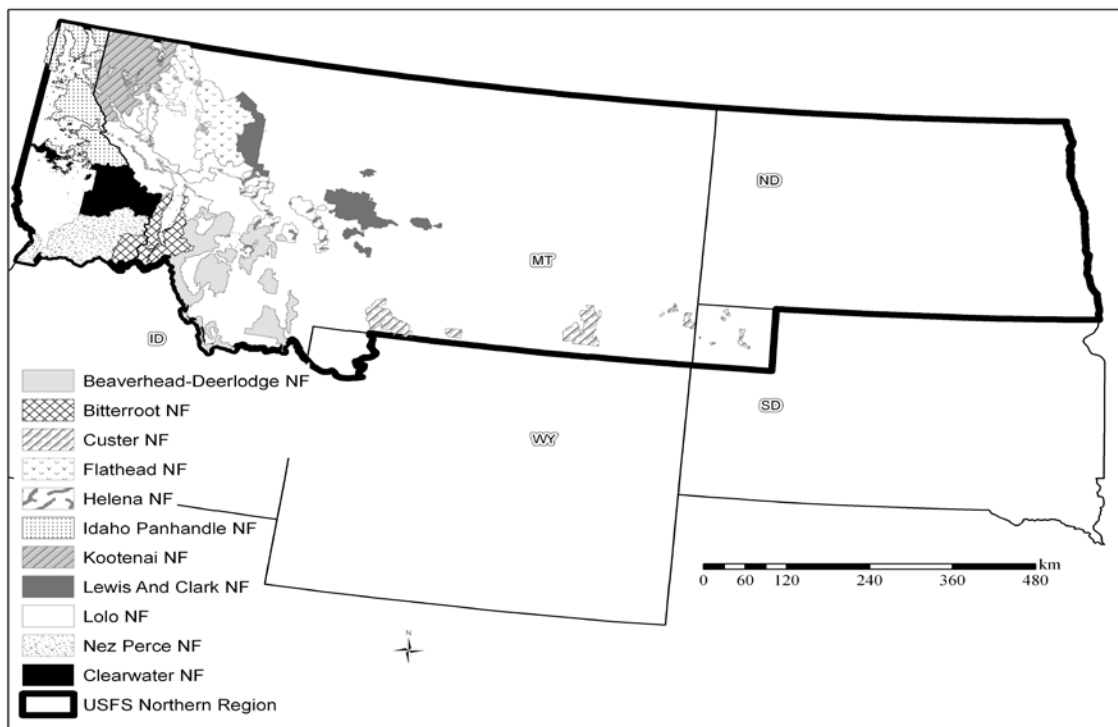 ND
MT
ID
SD
WY
Beaverhead-Deerlodge NF
Bitterroot NF
Custer NF
Flathead NF
Helena NF
Idaho Panhandle NF
Kootenai NF
Lewis And Clark NF
Lolo NF
Nez Perce NF
Clearwater NF
USFS Northern Region
km
0 30 60 120 240 360 480
N